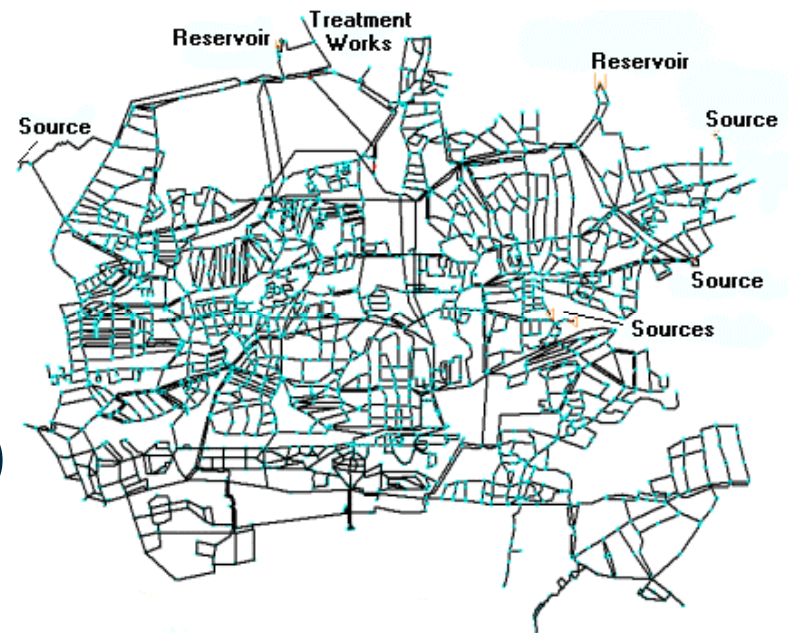 Treatment
Works
Reservoir
Reservoir
Source
Source
Source
Sources